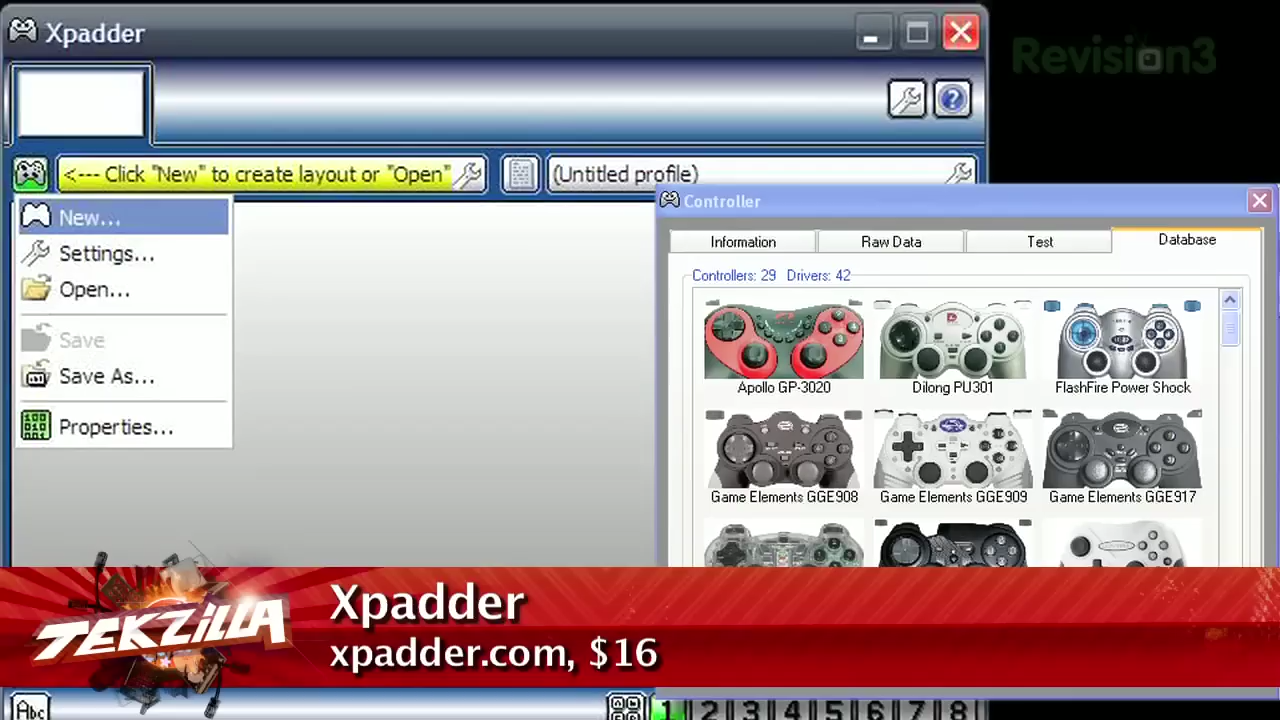 Xpadder
Revision3
<--- Click "New" to create layout or "Open"
(Untitled profile)
New...
Settings...
Open...
Save
Save As...
Properties...
Controller
Information
Raw Data
Test
Database
Controllers: 29 Drivers: 42
Apollo GP-3020
Dilong PU301
FlashFire Power Shock
Game Elements GGE908
Game Elements GGE909
Game Elements GGE917
TEKZILLA
Xpadder
xpadder.com, $16
Abc
1 2 3 4 5 6 7 8